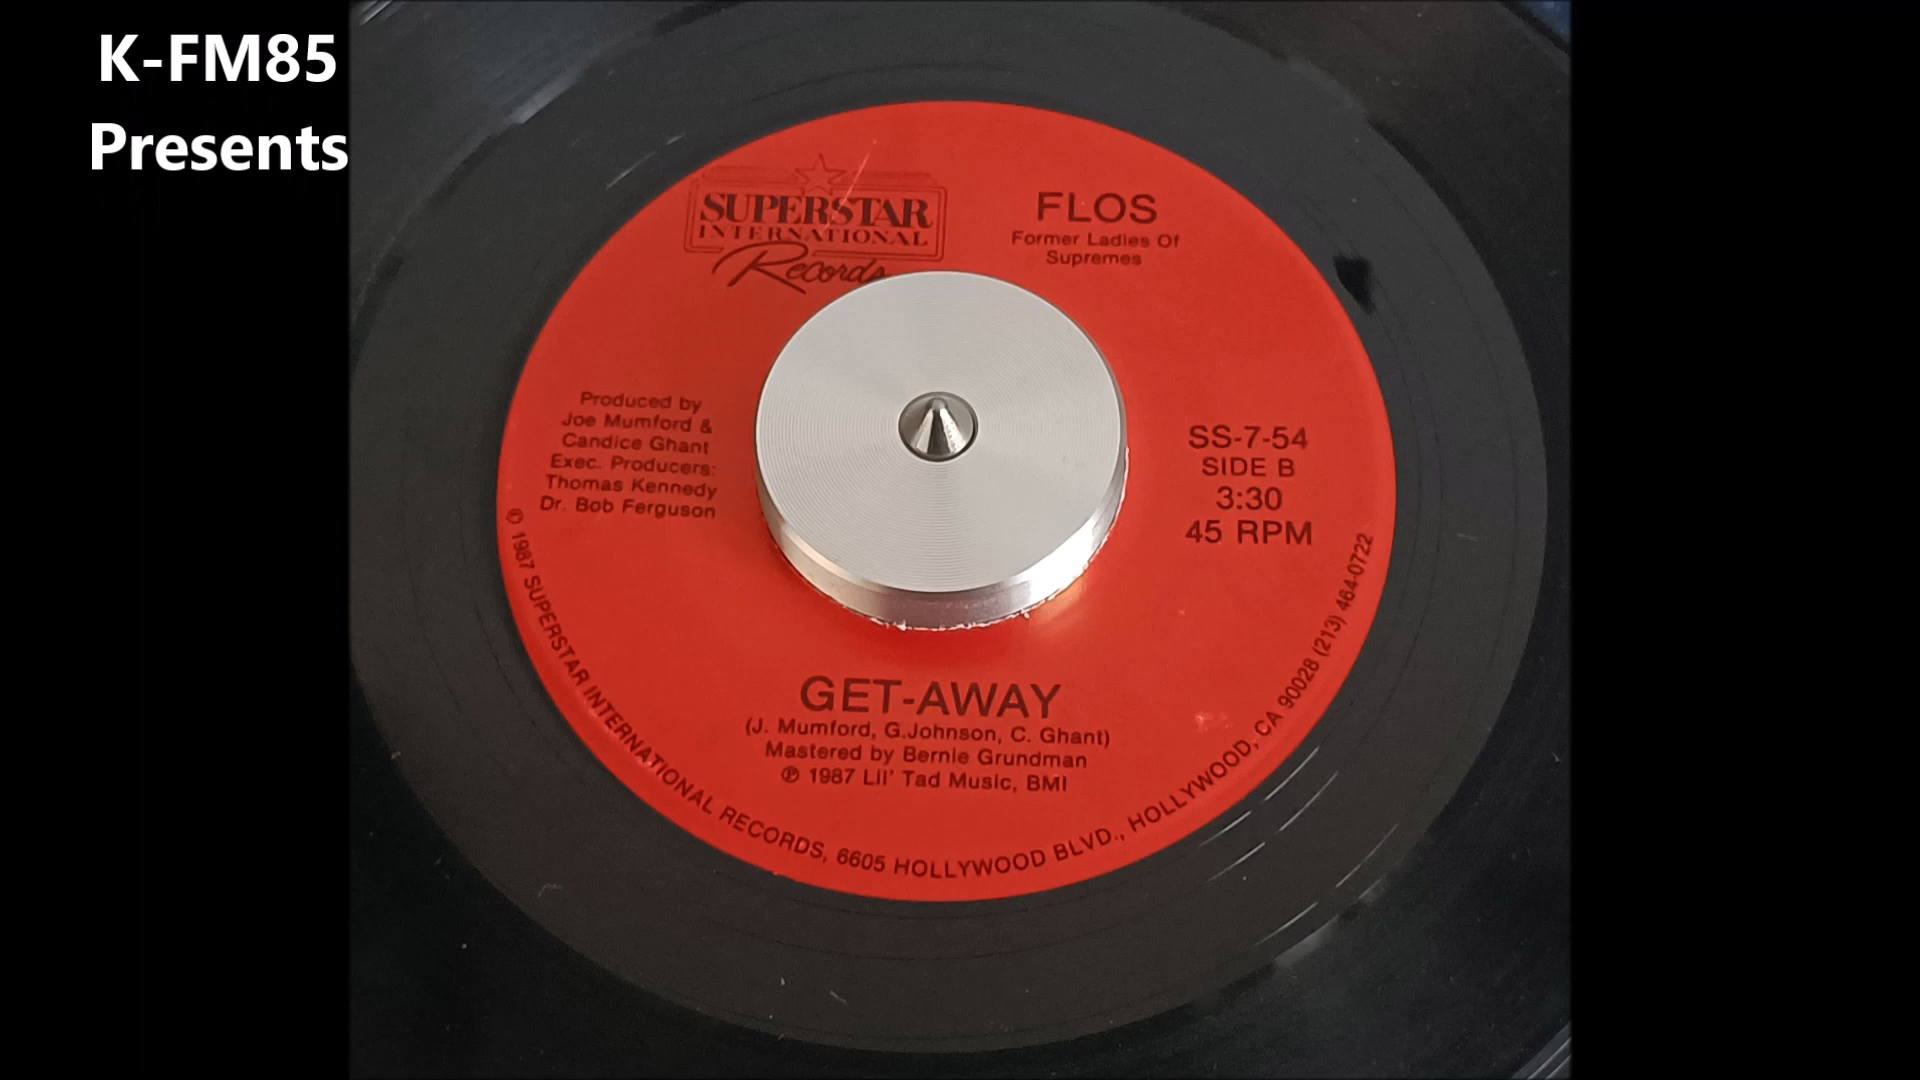 K-FM85
Presents
SUPERSTAR
INTERNATIONAL
Records
FLOS
Former Ladies Of
Supremes
Produced by
Joe Mumford &
Candice Ghant
Exec. Producers:
Thomas Kennedy
Dr. Bob Ferguson
SS-7-54
SIDE B
3:30
45 RPM
GET-AWAY
(J. Mumford, G.Johnson, C. Ghant)
Mastered by Bernie Grundman
℗ 1987 Lil' Tad Music, BMI
© 1987 SUPERSTAR INTERNATIONAL RECORDS, 6605 HOLLYWOOD BLVD., HOLLYWOOD, CA 90028 (213) 464-0722